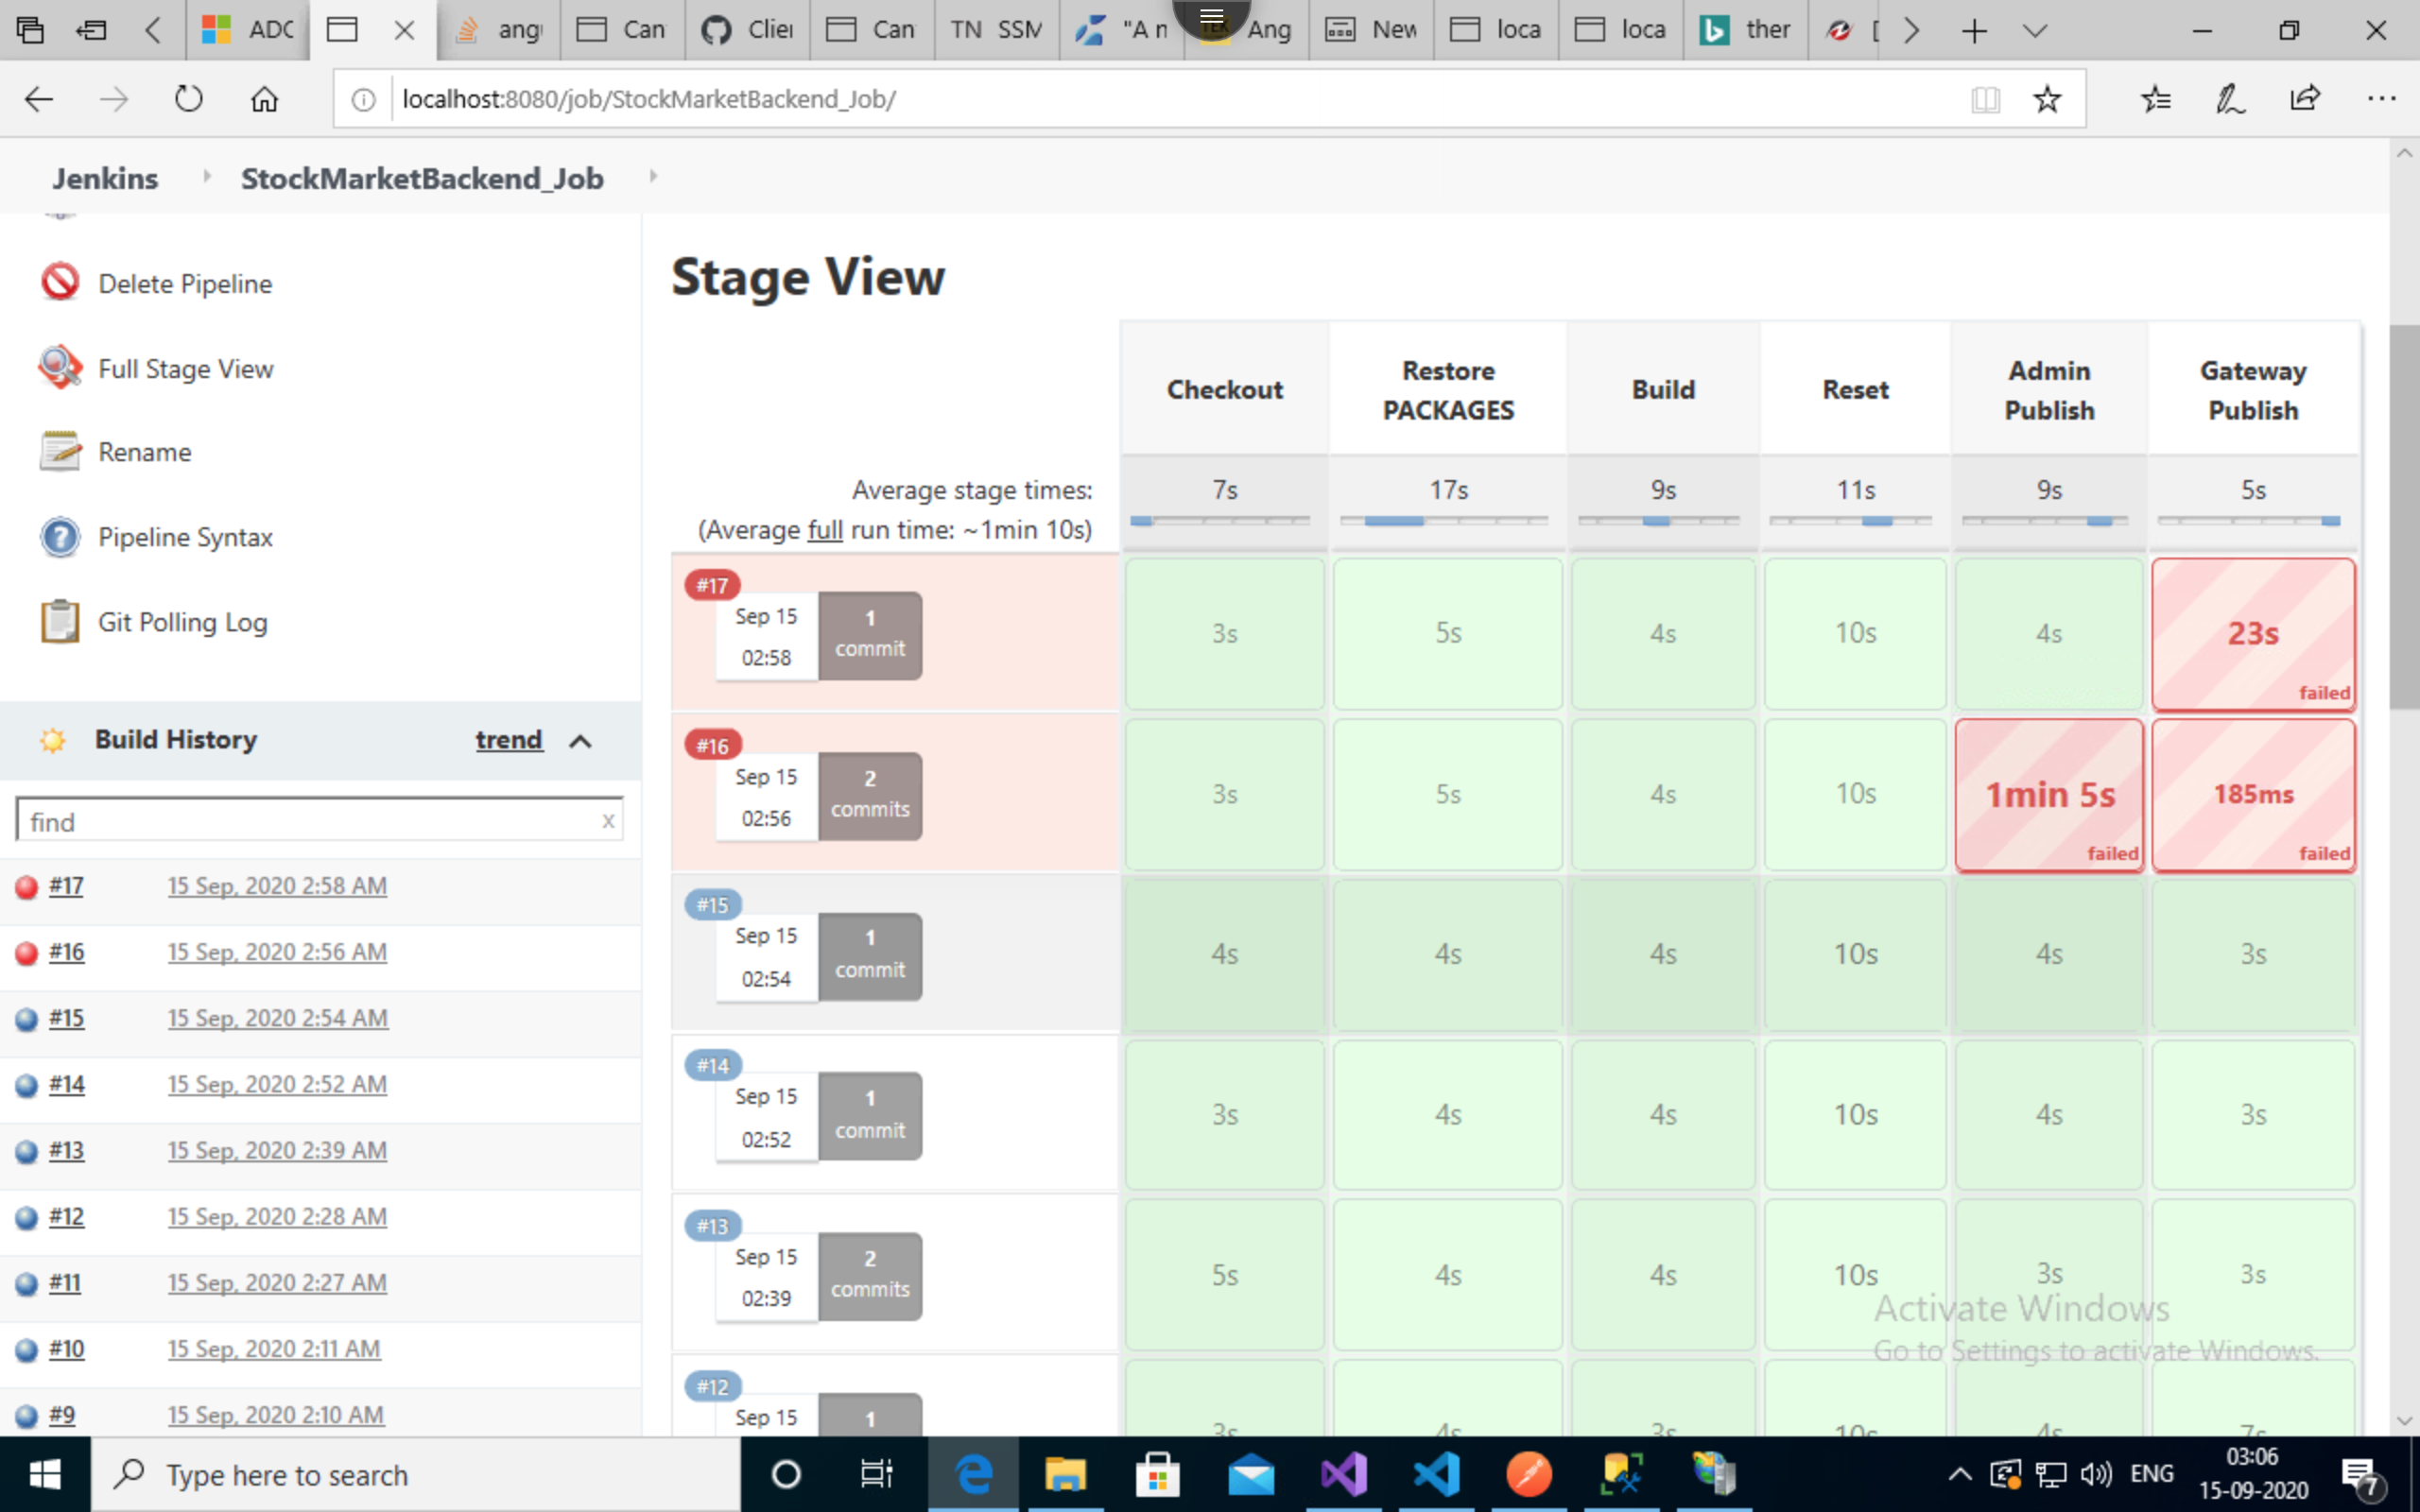 ADC
ang
Can
Clie
Can
TN SSM
"A n
Ang
New
loca
loca
ther
localhost:8080/job/StockMarketBackend_Job/
Jenkins
StockMarketBackend_Job
Delete Pipeline
Full Stage View
Rename
Pipeline Syntax
Git Polling Log
Build History
trend
find
x
#17 15 Sep, 2020 2:58 AM
#16 15 Sep, 2020 2:56 AM
#15 15 Sep, 2020 2:54 AM
#14 15 Sep, 2020 2:52 AM
#13 15 Sep, 2020 2:39 AM
#12 15 Sep, 2020 2:28 AM
#11 15 Sep, 2020 2:27 AM
#10 15 Sep, 2020 2:11 AM
#9 15 Sep, 2020 2:10 AM
Stage View
Checkout
Restore
PACKAGES
Build
Reset
Admin
Publish
Gateway
Publish
Average stage times:
(Average full run time: ~1min 10s)
7s 17s 9s 11s 9s 5s
#17
Sep 15
02:58
1
commit
3s 5s 4s 10s 4s 23s
failed
#16
Sep 15
02:56
2
commits
3s 5s 4s 10s 1min 5s 185ms
failed failed
#15
Sep 15
02:54
1
commit
4s 4s 4s 10s 4s 3s
#14
Sep 15
02:52
1
commit
3s 4s 4s 10s 4s 3s
#13
Sep 15
02:39
2
commits
5s 4s 4s 10s 3s 3s
#12
Sep 15
1
3s 4s 3s 10s 4s 7s
Activate Windows
Go to Settings to activate Windows.
Type here to search
ENG
03:06
15-09-2020
7